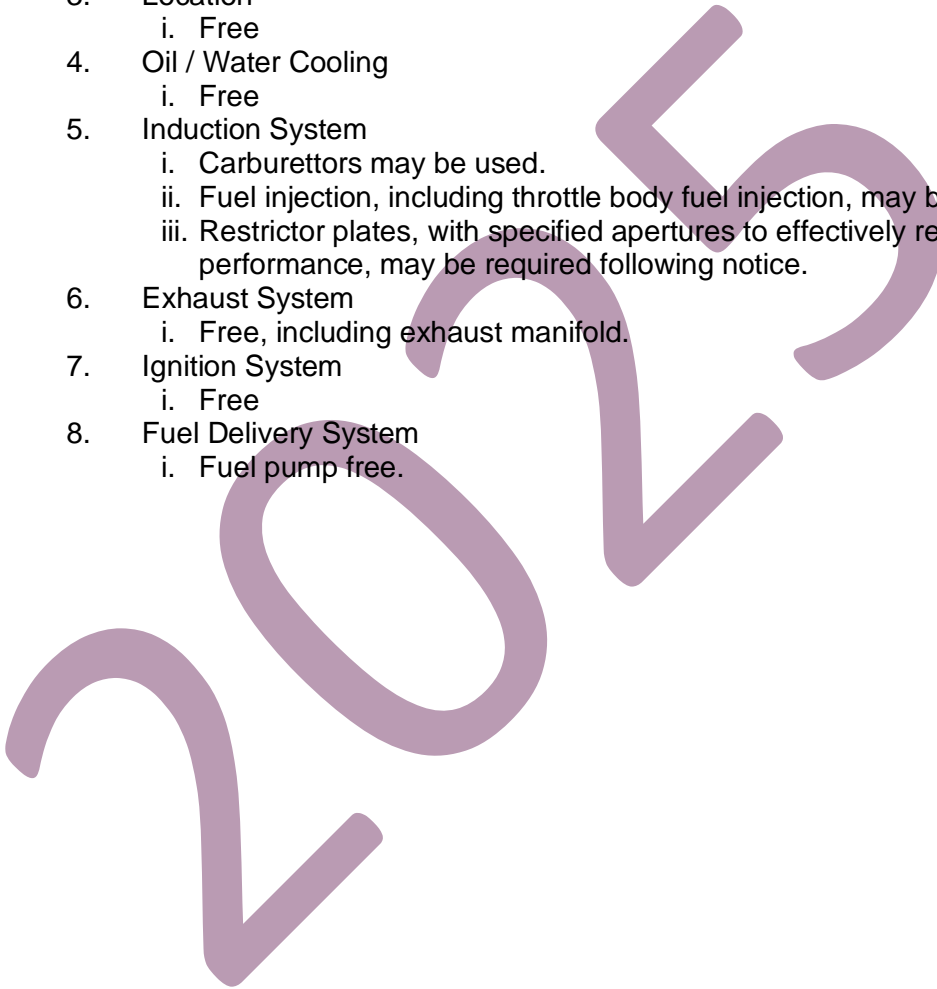 3. Location
i. Free
4. Oil / Water Cooling
i. Free
5. Induction System
i. Carburettors may be used.
ii. Fuel injection, including throttle body fuel injection, may
iii. Restrictor plates, with specified apertures to effectively
performance, may be required following notice.
6. Exhaust System
i. Free, including exhaust manifold.
7. Ignition System
i. Free
8. Fuel Delivery System
i. Fuel pump free.
2025